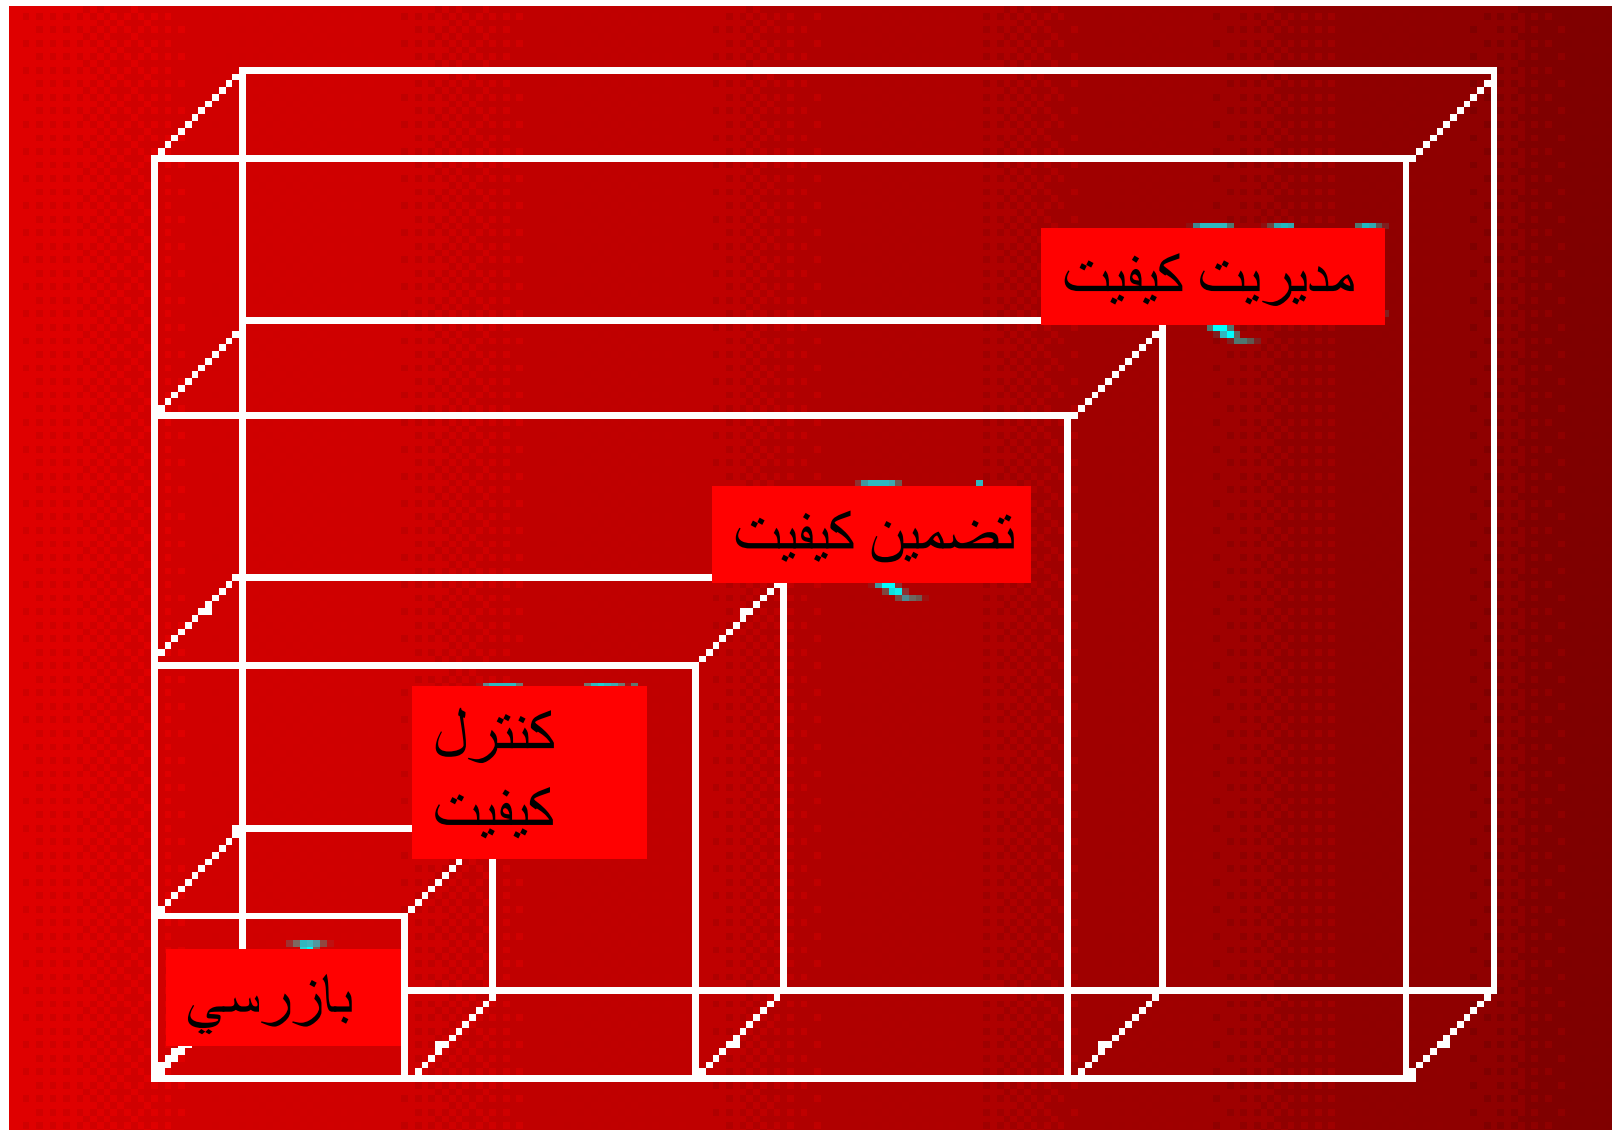 مديريت كيفيت
تضمين كيفيت
كنترل
كيفيت
بازرسي